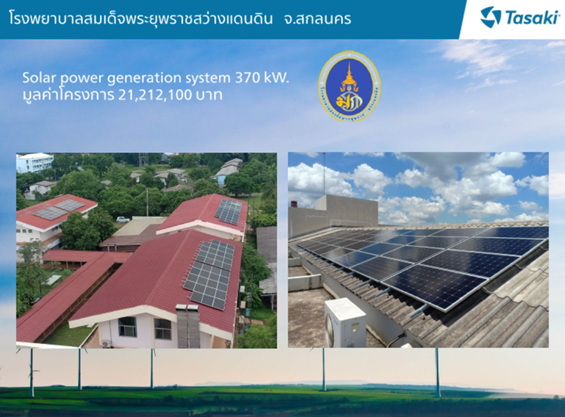 โรงพยาบาลสมเด็จพระยุพราชสว่างแดนดิน จ.สกลนคร
Tasaki
Solar power generation system 370 kW.
มูลค่าโครงการ 21,212,100 บาท